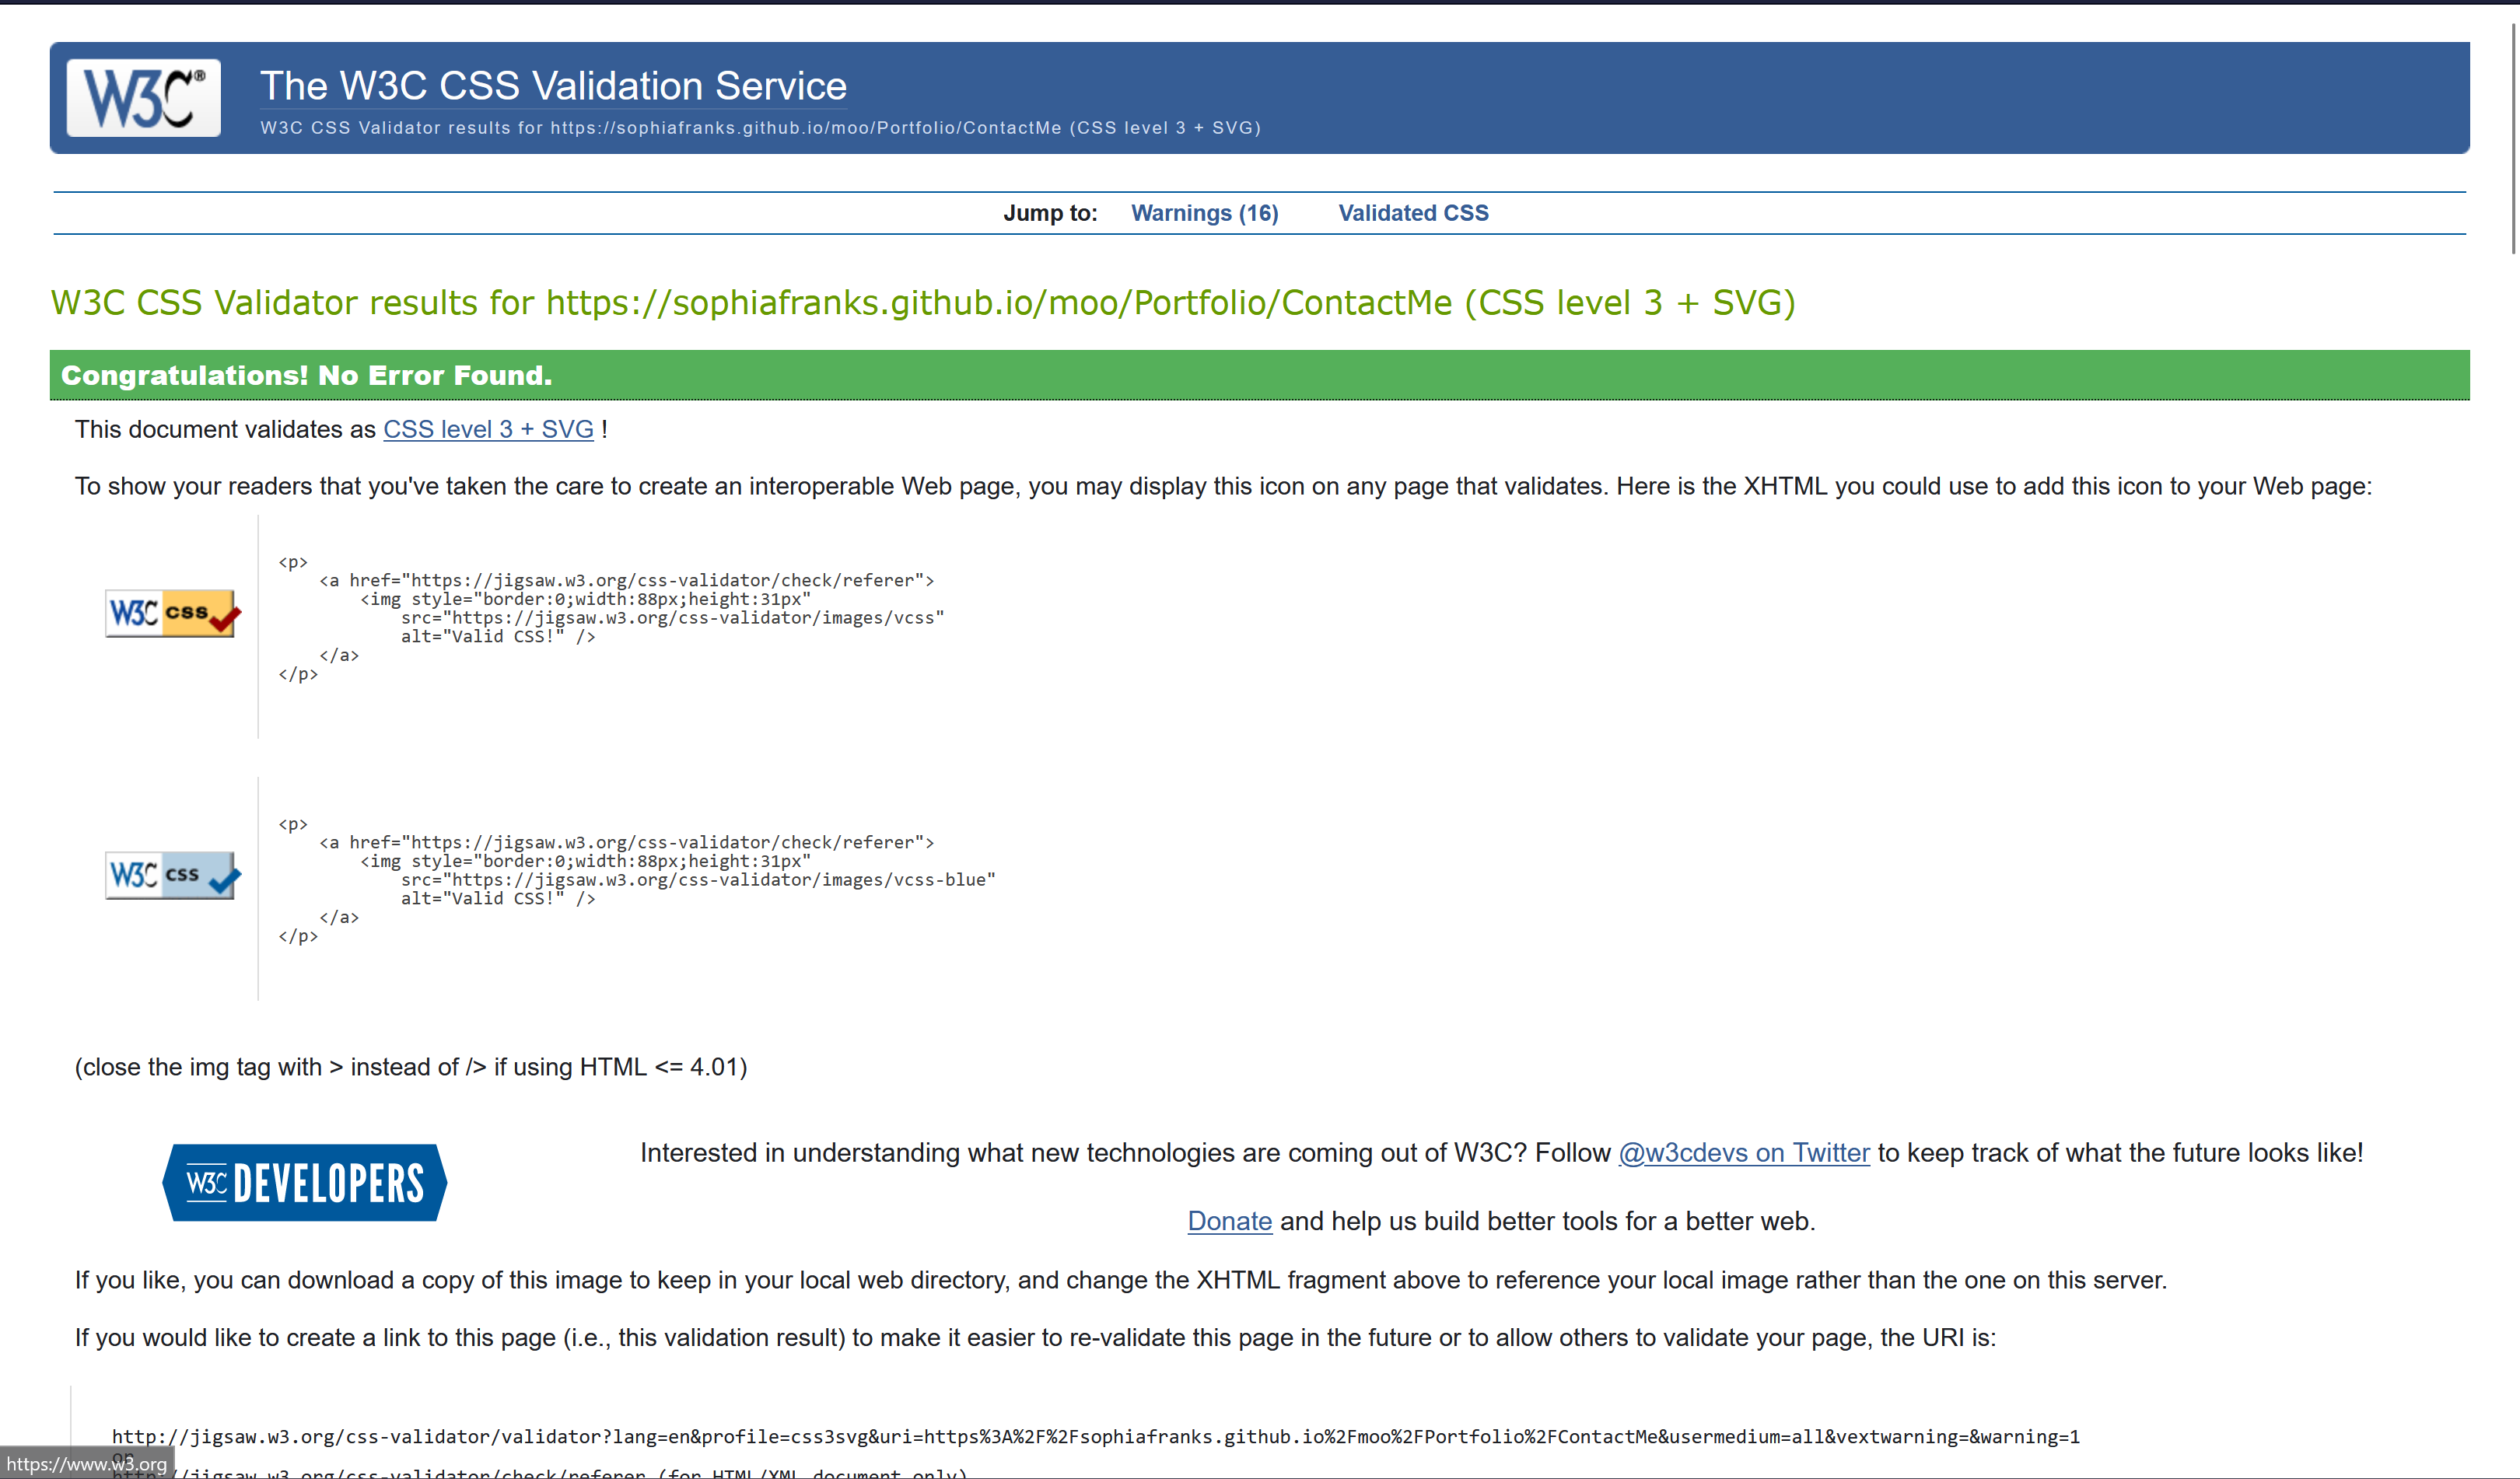 W3C®
The W3C CSS Validation Service
W3C CSS Validator results for https://sophiafranks.github.io/moo/Portfolio/ContactMe (CSS level 3 + SVG)
Jump to: Warnings (16) Validated CSS
W3C CSS Validator results for https://sophiafranks.github.io/moo/Portfolio/ContactMe (CSS level 3 + SVG)
Congratulations! No Error Found.
This document validates as CSS level 3 + SVG !
To show your readers that you've taken the care to create an interoperable Web page, you may display this icon on any page that validates. Here is the XHTML you could use to add this icon to your Web page:
W3C css
<p>
<a href="https://jigsaw.w3.org/css-validator/check/referer">
<img style="border:0;width:88px;height:31px"
src="https://jigsaw.w3.org/css-validator/images/vcss"
alt="Valid CSS!" />
</a>
</p>
W3C css
<p>
<a href="https://jigsaw.w3.org/css-validator/check/referer">
<img style="border:0;width:88px;height:31px"
src="https://jigsaw.w3.org/css-validator/images/vcss-blue"
alt="Valid CSS!" />
</a>
</p>
(close the img tag with > instead of /> if using HTML <= 4.01)
W3C DEVELOPERS
Interested in understanding what new technologies are coming out of W3C? Follow @w3cdevs on Twitter to keep track of what the future looks like!
Donate and help us build better tools for a better web.
If you like, you can download a copy of this image to keep in your local web directory, and change the XHTML fragment above to reference your local image rather than the one on this server.
If you would like to create a link to this page (i.e., this validation result) to make it easier to re-validate this page in the future or to allow others to validate your page, the URI is:
http://jigsaw.w3.org/css-validator/validator?lang=en&profile=css3svg&uri=https%3A%2F%2Fsophiafranks.github.io%2Fmoo%2FPortfolio%2FContactMe&usermedium=all&vextwarning=&warning=1
or
http://jigsaw.w3.org/css-validator/check/referer (for HTML/XML document only)
https://www.w3.org